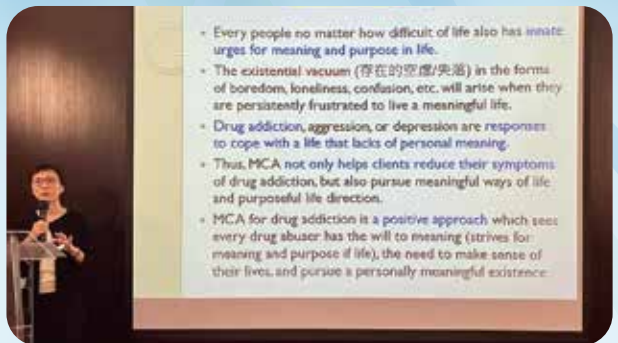 • Every people no matter how difficult of life also has innate
urges for meaning and purpose in life.
• The existential vacuum (存在的空虛/失落) in the forms
of boredom, loneliness, confusion, etc. will arise when they
are persistently frustrated to live a meaningful life.
• Drug addiction, aggression, or depression are responses
to cope with a life that lacks of personal meaning.
• Thus, MCA not only helps clients reduce their symptoms
of drug addiction, but also pursue meaningful ways of life
and purposeful life direction.
• MCA for drug addiction is a positive approach which sees
every drug abuser has the will to meaning (strives for
meaning and purpose if life), the need to make sense of
their lives, and pursue a personally meaningful existence